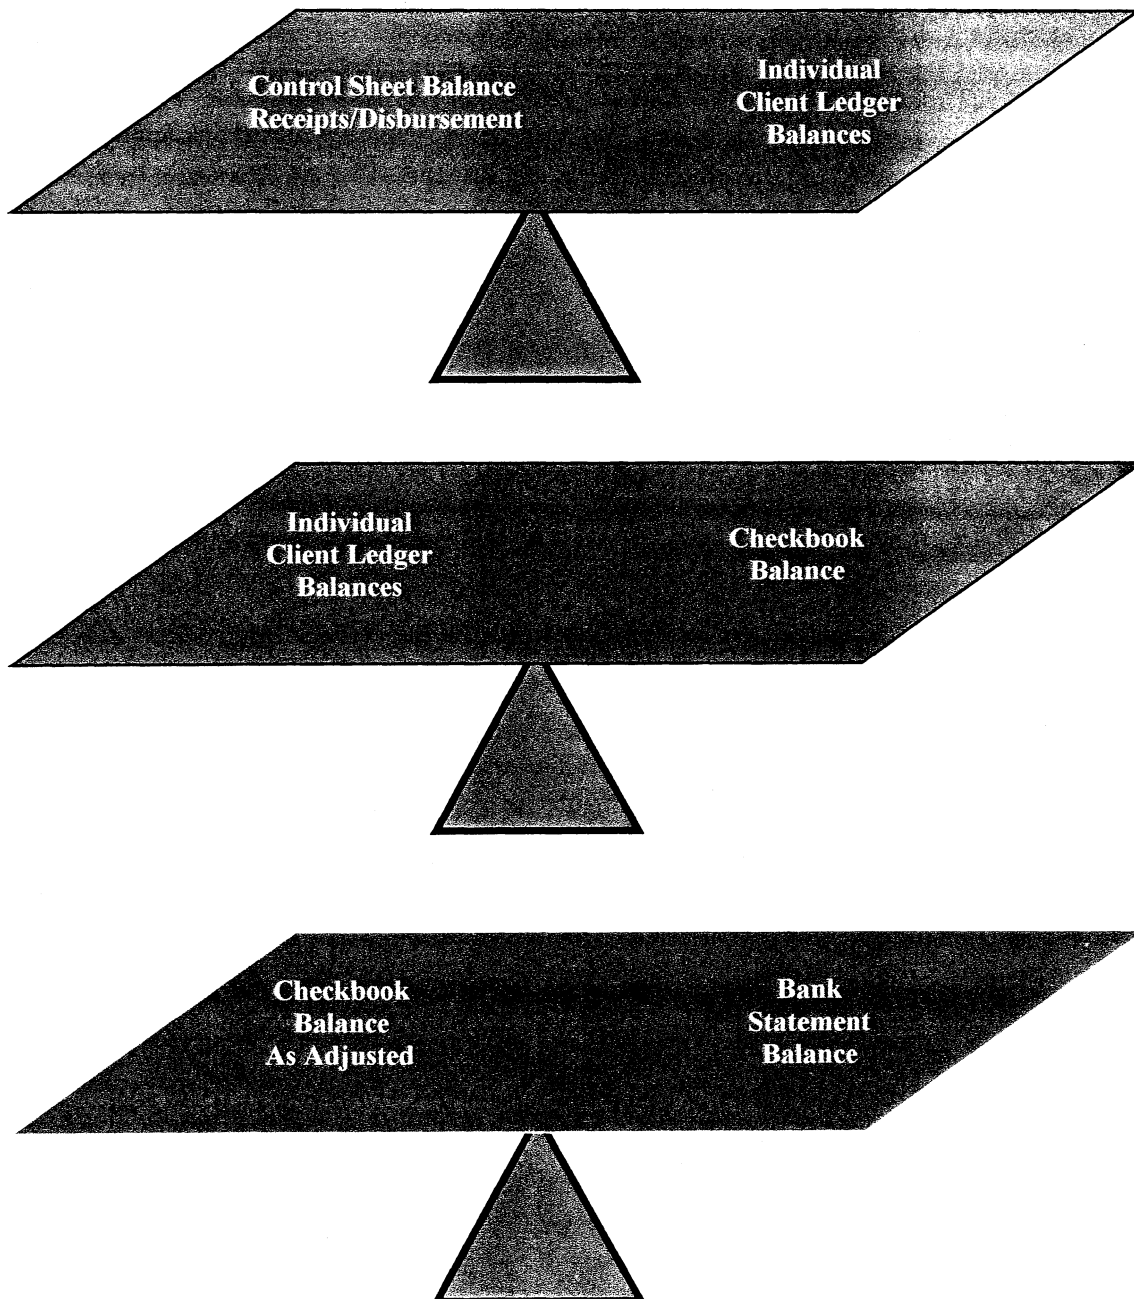 Control Sheet Balance
Receipts/Disbursement
Individual
Client Ledger
Balances
Individual
Client Ledger
Balances
Checkbook
Balance
Checkbook
Balance
As Adjusted
Bank
Statement
Balance